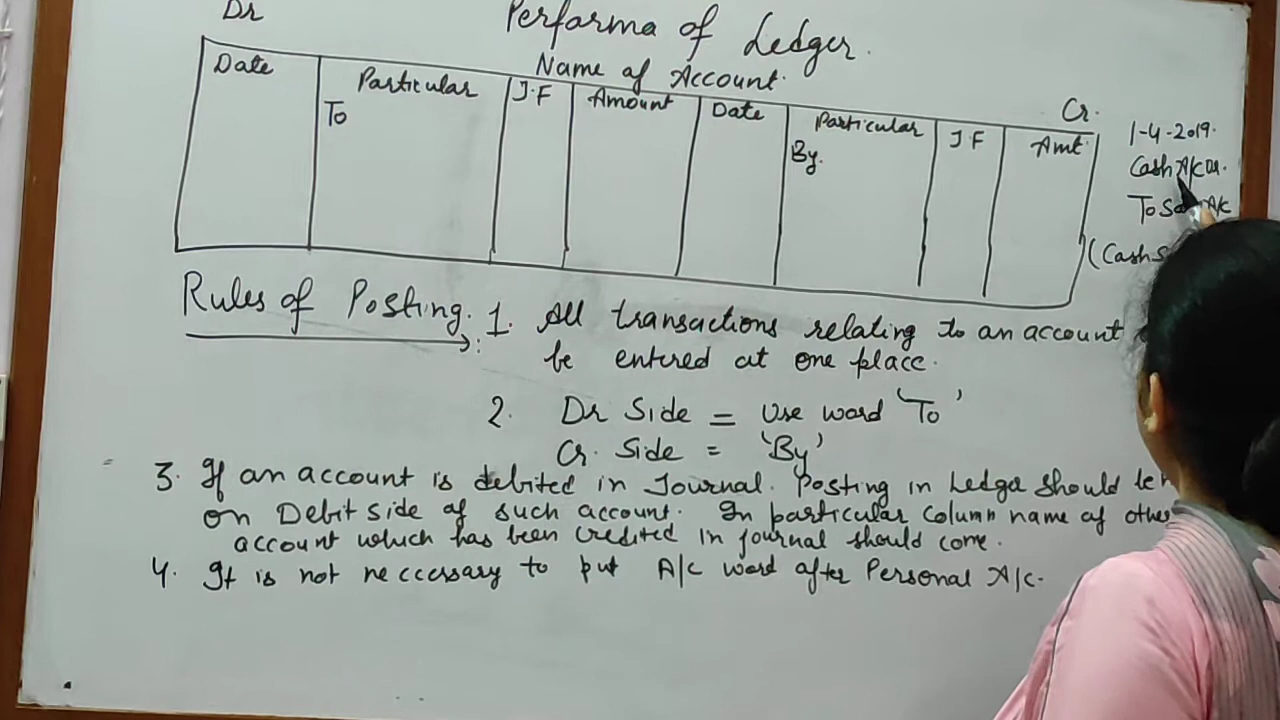 Dr
Performa of Ledger.
Name of Account.
Cr.
Date Particular J.F Amount Date Particular J F Amt
To By.
1-4-2019.
Cash A/C Dr.
To A/c
(Cash
Rules of Posting.:
1. All transactions relating to an account
be entered at one place.
2. Dr Side = Use word 'To'
Cr. Side = 'By'
3. If an account is debited in Journal. Posting in Ledger should
on Debit side of such account. In particular column name of other
account which has been credited in journal should come.
4. It is not neccessary to put A/c word after Personal A/c.